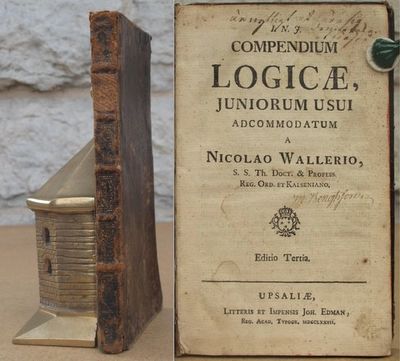 I. N. J.
COMPENDIUM
LOGICÆ,
JUNIORUM USUI
ADCOMMODATUM
A
NICOLAO WALLERIO,
S. S. TH. DOCT. & PROFESS.
REG. ORD. ET KALSENIANO.
Editio Tertia.
UPSALIÆ,
LITTERIS ET IMPENSIS JOH. EDMAN,
REG. ACAD. TYPOGR. MDCCLXXII.